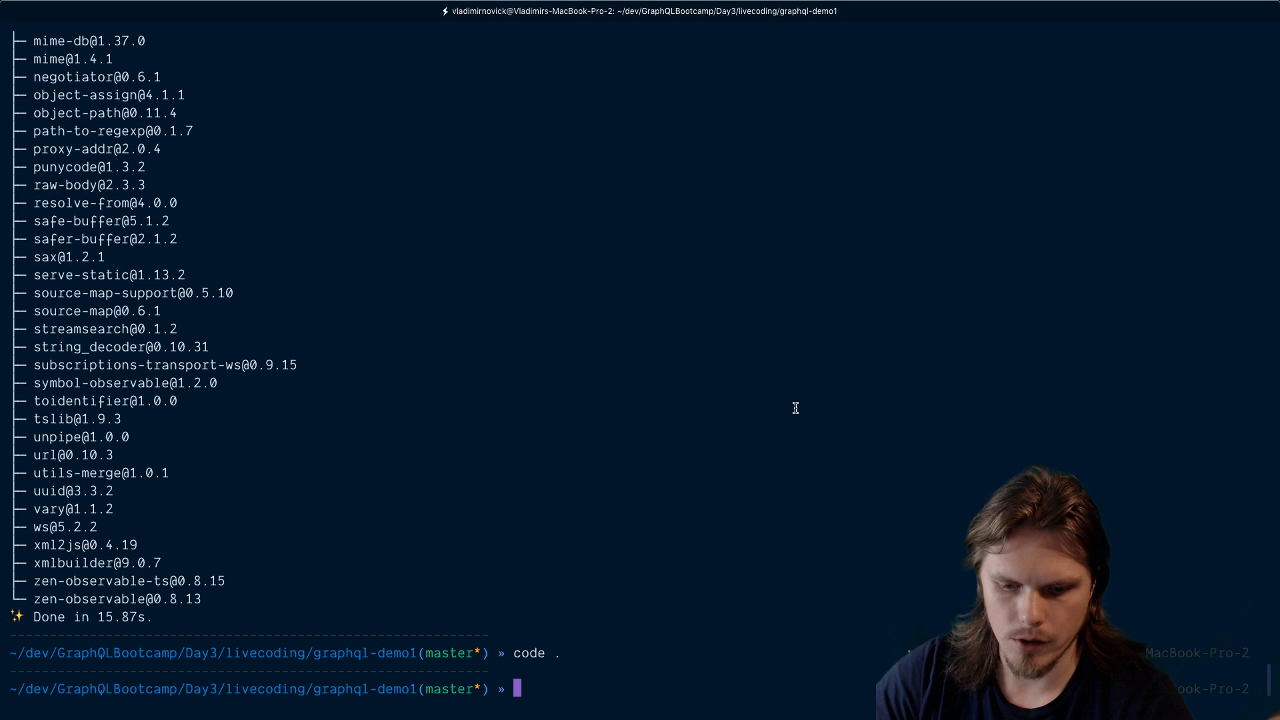 ⚡ vladimirnovick@Vladimirs-MacBook-Pro-2: ~/dev/GraphQLBootcamp/Day3/livecoding/graphql-demo1
├─ mime-db@1.37.0
├─ mime@1.4.1
├─ negotiator@0.6.1
├─ object-assign@4.1.1
├─ object-path@0.11.4
├─ path-to-regexp@0.1.7
├─ proxy-addr@2.0.4
├─ punycode@1.3.2
├─ raw-body@2.3.3
├─ resolve-from@4.0.0
├─ safe-buffer@5.1.2
├─ safer-buffer@2.1.2
├─ sax@1.2.1
├─ serve-static@1.13.2
├─ source-map-support@0.5.10
├─ source-map@0.6.1
├─ streamsearch@0.1.2
├─ string_decoder@0.10.31
├─ subscriptions-transport-ws@0.9.15
├─ symbol-observable@1.2.0
├─ toidentifier@1.0.0
├─ tslib@1.9.3
├─ unpipe@1.0.0
├─ url@0.10.3
├─ utils-merge@1.0.1
├─ uuid@3.3.2
├─ vary@1.1.2
├─ ws@5.2.2
├─ xml2js@0.4.19
├─ xmlbuilder@9.0.7
├─ zen-observable-ts@0.8.15
└─ zen-observable@0.8.13
✨ Done in 15.87s.
~/dev/GraphQLBootcamp/Day3/livecoding/graphql-demo1(master*) » code . MacBook-Pro-2
~/dev/GraphQLBootcamp/Day3/livecoding/graphql-demo1(master*) » ook-Pro-2